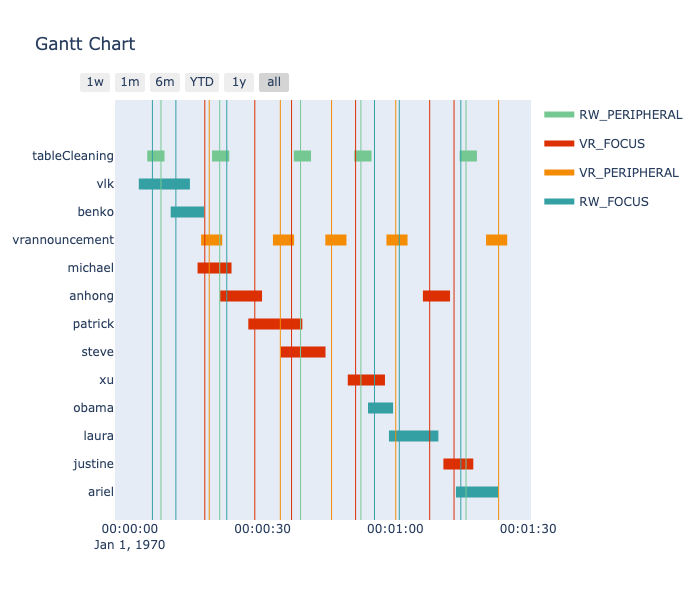 Gantt Chart
1w 1m 6m YTD 1y all
RW_PERIPHERAL
VR_FOCUS
VR_PERIPHERAL
RW_FOCUS
tableCleaning
vlk
benko
vrannouncement
michael
anhong
patrick
steve
xu
obama
laura
justine
ariel
00:00:00 00:00:30 00:01:00 00:01:30
Jan 1, 1970